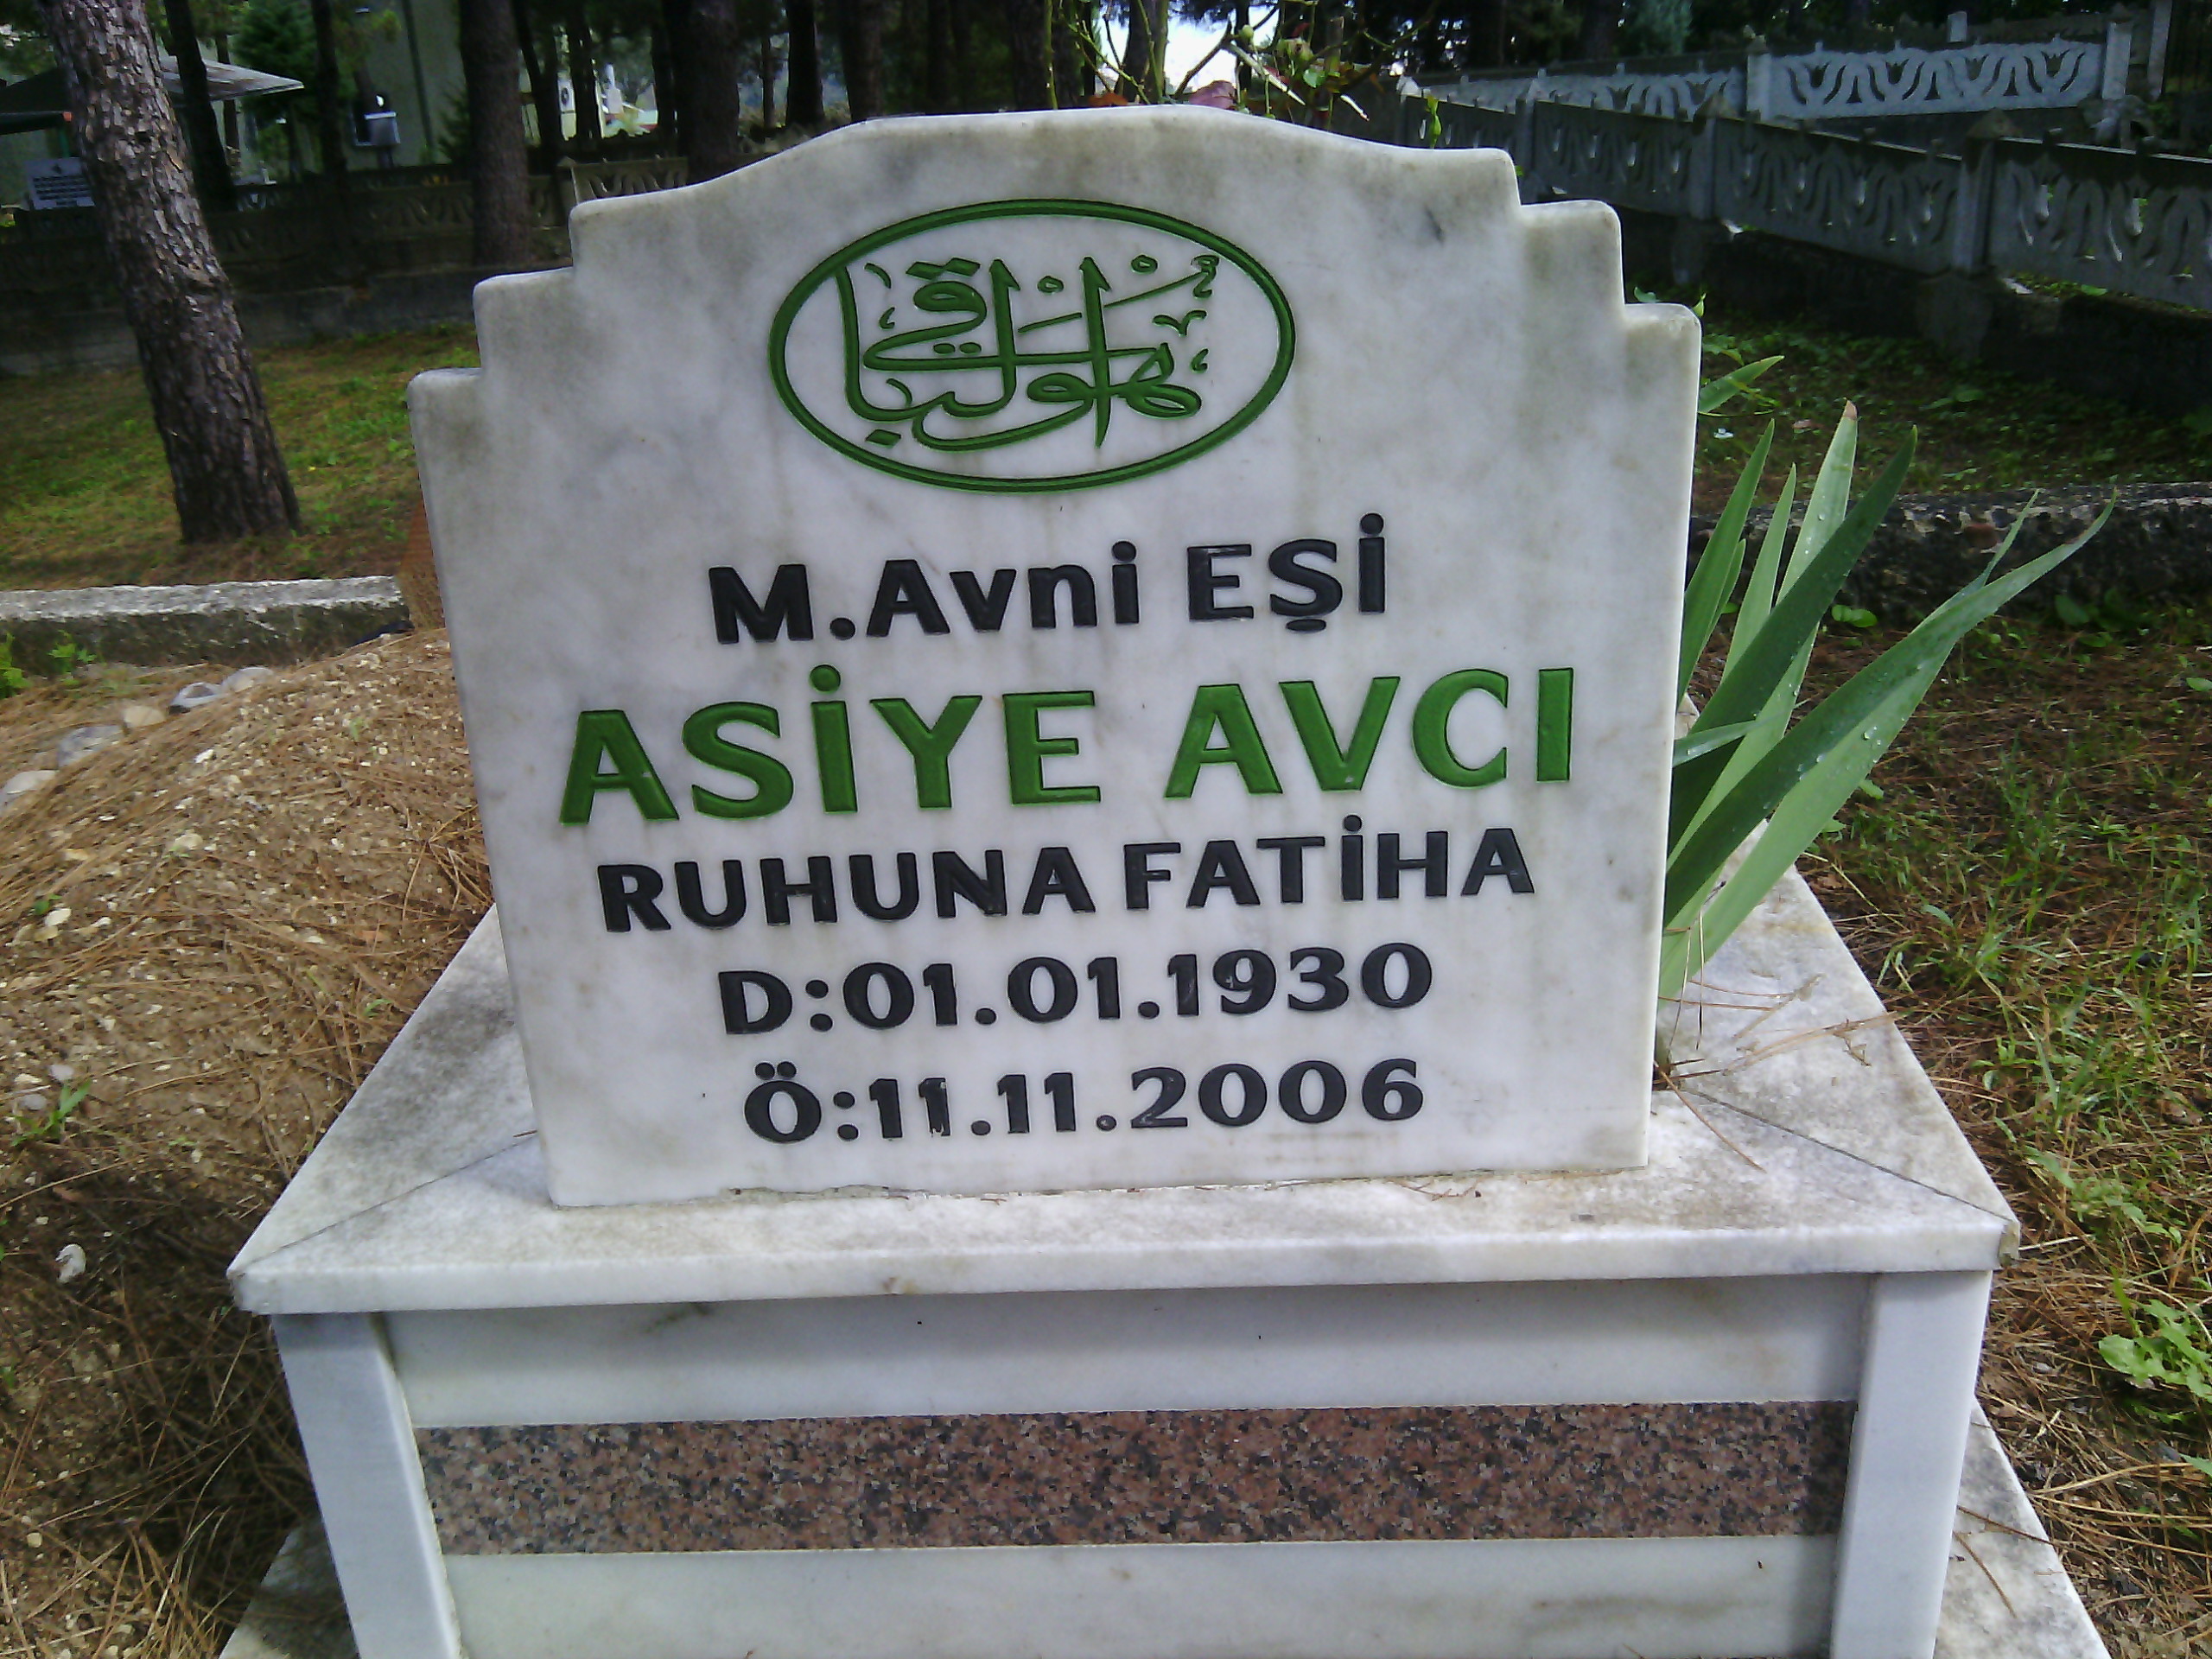 هو الباقي
M.Avni EŞİ
ASİYE AVCI
RUHUNA FATİHA
D:01.01.1930
Ö:11.11.2006